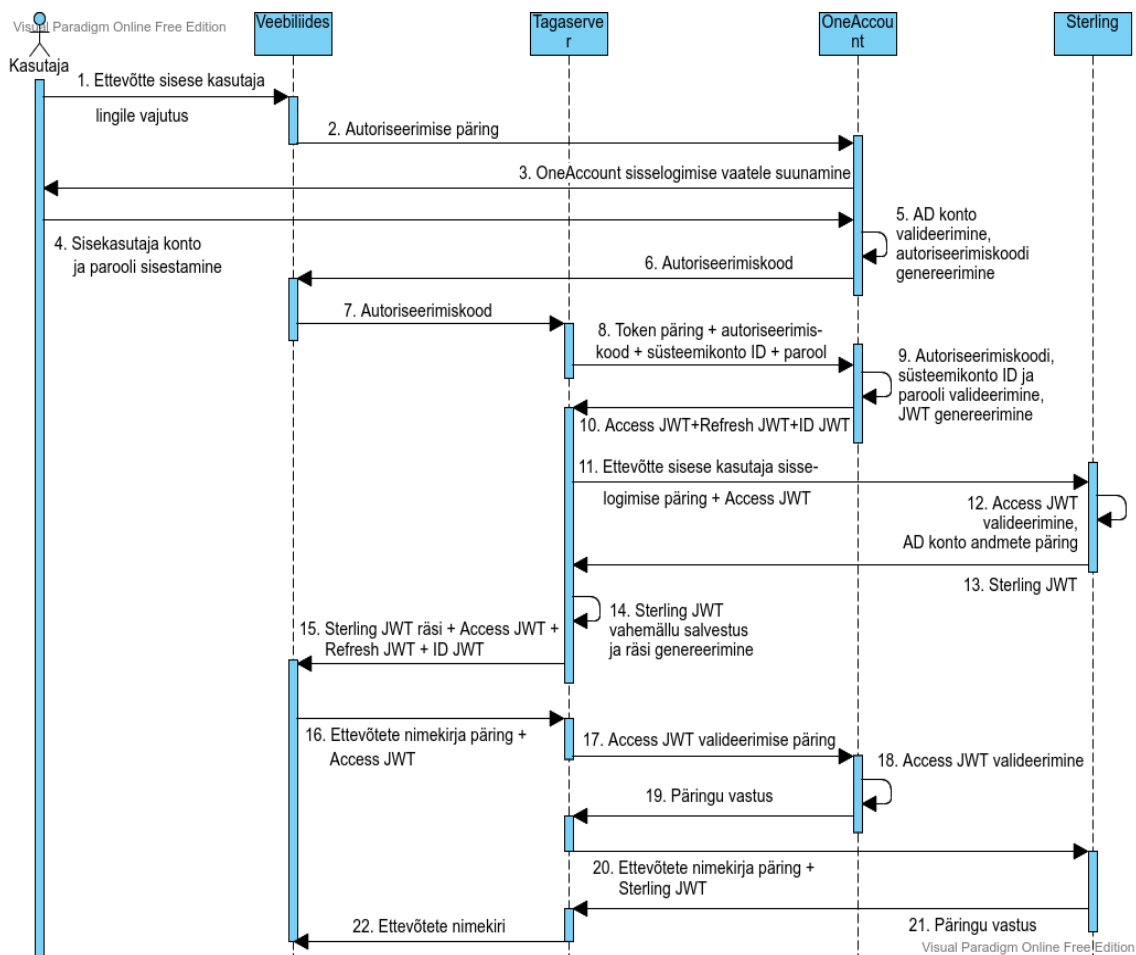 Visual Paradigm Online Free Edition
Kasutaja
Veebiliides
Tagaserve
r
OneAccou
nt
Sterling
1. Ettevõtte sisese kasutaja
lingile vajutus
2. Autoriseerimise päring
3. OneAccount sisselogimise vaatele suunamine
4. Sisekasutaja konto
ja parooli sisestamine
5. AD konto
valideerimine,
autoriseerimiskoodi
genereerimine
6. Autoriseerimiskood
7. Autoriseerimiskood
8. Token päring + autoriseerimis-
kood + süsteemikonto ID + parool
9. Autoriseerimiskoodi,
süsteemikonto ID ja
parooli valideerimine,
JWT genereerimine
10. Access JWT+Refresh JWT+ID JWT
11. Ettevõtte sisese kasutaja sisse-
logimise päring + Access JWT
12. Access JWT
valideerimine,
AD konto andmete päring
13. Sterling JWT
14. Sterling JWT
vahemällu salvestus
ja räsi genereerimine
15. Sterling JWT räsi + Access JWT +
Refresh JWT + ID JWT
16. Ettevõtete nimekirja päring +
Access JWT
17. Access JWT valideerimise päring
18. Access JWT valideerimine
19. Päringu vastus
20. Ettevõtete nimekirja päring +
Sterling JWT
21. Päringu vastus
22. Ettevõtete nimekiri
Visual Paradigm Online Free Edition